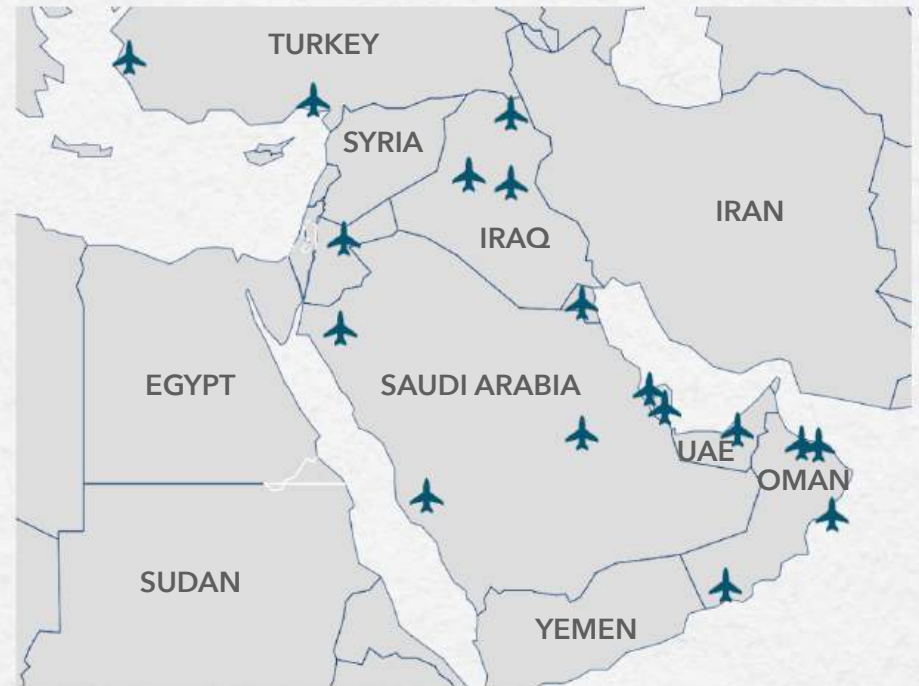 TURKEY
SYRIA
IRAQ
IRAN
EGYPT
SAUDI ARABIA
UAE
OMAN
SUDAN
YEMEN